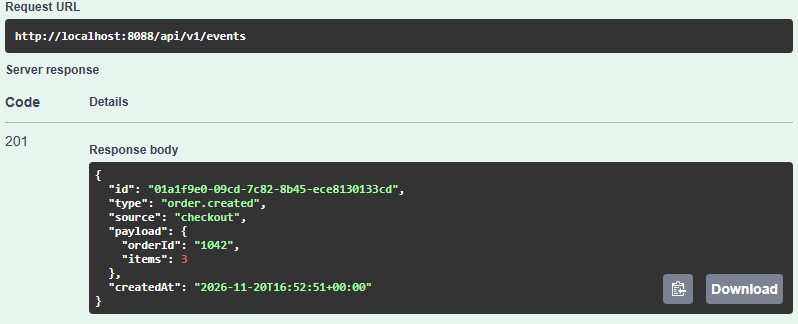 Request URL
http://localhost:8088/api/v1/events
Server response
Code Details
201
Response body
{
  "id": "01a1f9e0-09cd-7c82-8b45-ece8130133cd",
  "type": "order.created",
  "source": "checkout",
  "payload": {
    "orderId": "1042",
    "items": 3
  },
  "createdAt": "2026-11-20T16:52:51+00:00"
}
Download